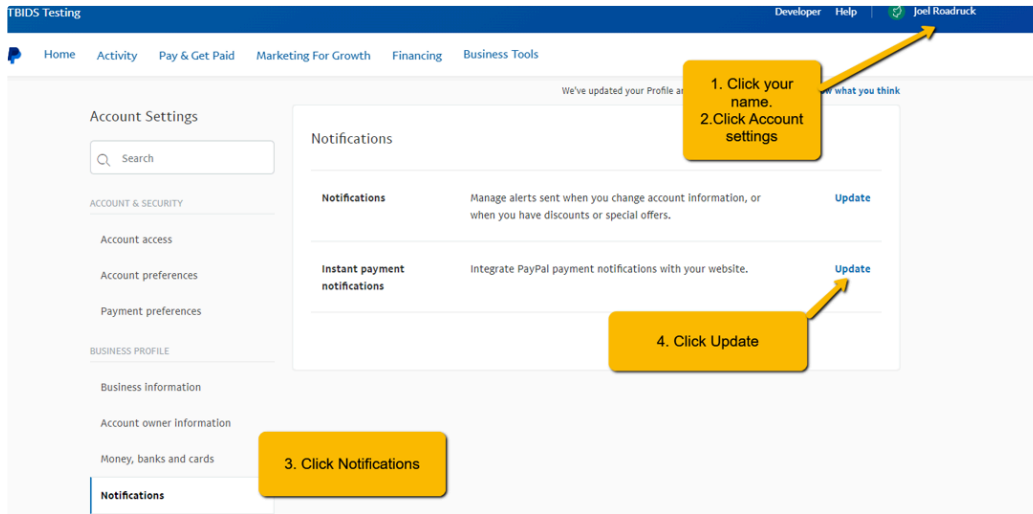 TBIDS Testing
Developer Help Joel Roadruck
Home Activity Pay & Get Paid Marketing For Growth Financing Business Tools
We've updated your Profile what you think
1. Click your
name.
2.Click Account
settings
Account Settings
Search
ACCOUNT & SECURITY
Account access
Account preferences
Payment preferences
BUSINESS PROFILE
Business information
Account owner information
Money, banks and cards
Notifications
Notifications
Notifications Manage alerts sent when you change account information, or Update
when you have discounts or special offers.
Instant payment Integrate PayPal payment notifications with your website. Update
notifications
4. Click Update
3. Click Notifications